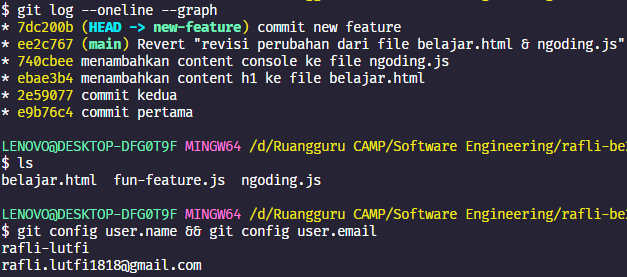 $ git log --oneline --graph
* 7dc200b (HEAD -> new-feature) commit new feature
* ee2c767 (main) Revert "revisi perubahan dari file belajar.html & ngoding.js"
* 740cbee menambahkan content console ke file ngoding.js
* ebae3b4 menambahkan content h1 ke file belajar.html
* 2e59077 commit kedua
* e9b76c4 commit pertama
LENOVO@DESKTOP-DFG0T9F MINGW64 /d/Ruangguru CAMP/Software Engineering/rafli-be
$ ls
belajar.html  fun-feature.js  ngoding.js
LENOVO@DESKTOP-DFG0T9F MINGW64 /d/Ruangguru CAMP/Software Engineering/rafli-be
$ git config user.name && git config user.email
rafli-lutfi
rafli.lutfi1818@gmail.com